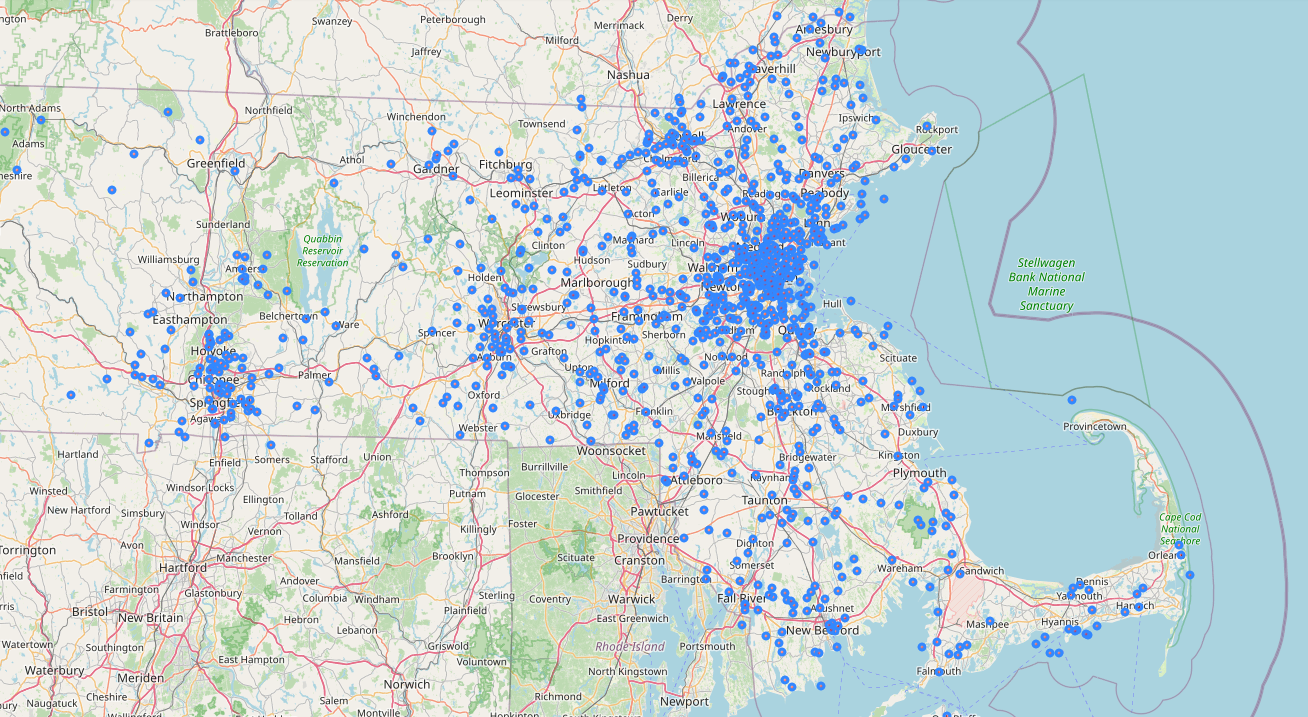 Swanzey
Peterborough
Derry
Merrimack
Brattleboro
Milford
Jaffrey
Amesbury
Newburyport
Nashua
Haverhill
North Adams
Northfield
Winchendon
Townsend
Lawrence
Ipswich
Andover
Rockport
Adams
Gloucester
Athol
Greenfield
Gardner
Fitchburg
Chelmsford
Billerica
Danvers
Leominster
Littleton
Carlisle
Reading
Peabody
Sunderland
Acton
Woburn
Lynn
Quabbin
Reservoir
Reservation
Clinton
Maynard
Lincoln
Williamsburg
Hudson
Sudbury
Stellwagen
Bank National
Marine
Sanctuary
Holden
Marlborough
Newton
Northampton
Shrewsbury
Hull
Easthampton
Belchertown
Ware
Spencer
Worcester
Framingham
Quincy
Sherborn
Hopkinton
Holyoke
Auburn
Grafton
Norwood
Scituate
Upton
Millis
Palmer
Chicopee
Milford
Walpole
Randolph
Rockland
Oxford
Springfield
Uxbridge
Franklin
Brockton
Marshfield
Webster
Provincetown
Mansfield
Duxbury
Hartland
Enfield
Somers
Stafford
Union
Woonsocket
Bridgewater
Kingston
Thompson
Burrillville
Lincoln
Attleboro
Raynham
Plymouth
Winsted
Windsor Locks
Ellington
Putnam
Glocester
Smithfield
Taunton
New Hartford
Simsbury
Windsor
Tolland
Ashford
Pawtucket
Cape Cod
National
Seashore
Vernon
Killingly
Foster
Providence
Torrington
Avon
Manchester
Mansfield
Brooklyn
Scituate
Cranston
Dighton
Orleans
Hartford
Somerset
Wareham
Sandwich
Farmington
Glastonbury
Andover
Columbia
Windham
Sterling
Coventry
Warwick
Barrington
Fall River
Dennis
Yarmouth
Harwich
Bristol
New Britain
Hebron
Plainfield
East Greenwich
Acushnet
Mashpee
Hyannis
Lebanon
New Bedford
Watertown
Southington
Griswold
Rhode Island
Portsmouth
Waterbury
East Hampton
Voluntown
North Kingstown
Falmouth
Meriden
Norwich
Cheshire
Salem
Richmond
Newport
Naugatuck
Montville